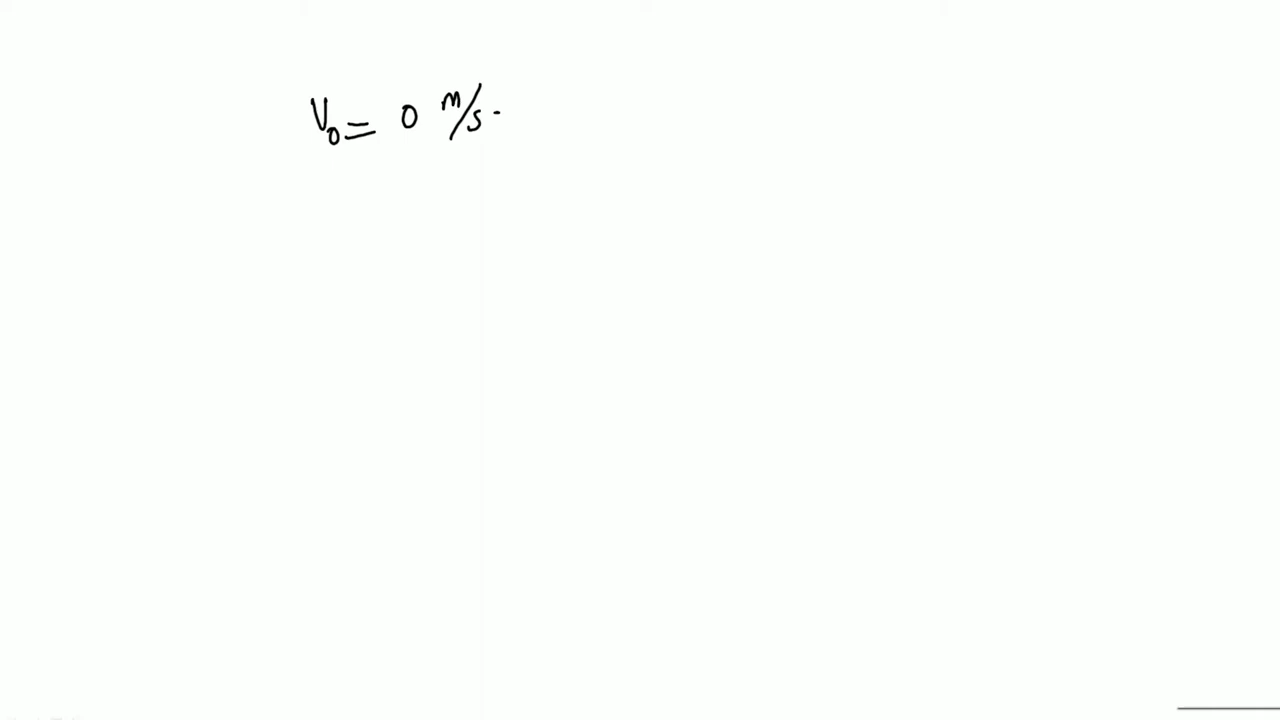 V₀ = 0 m/s.